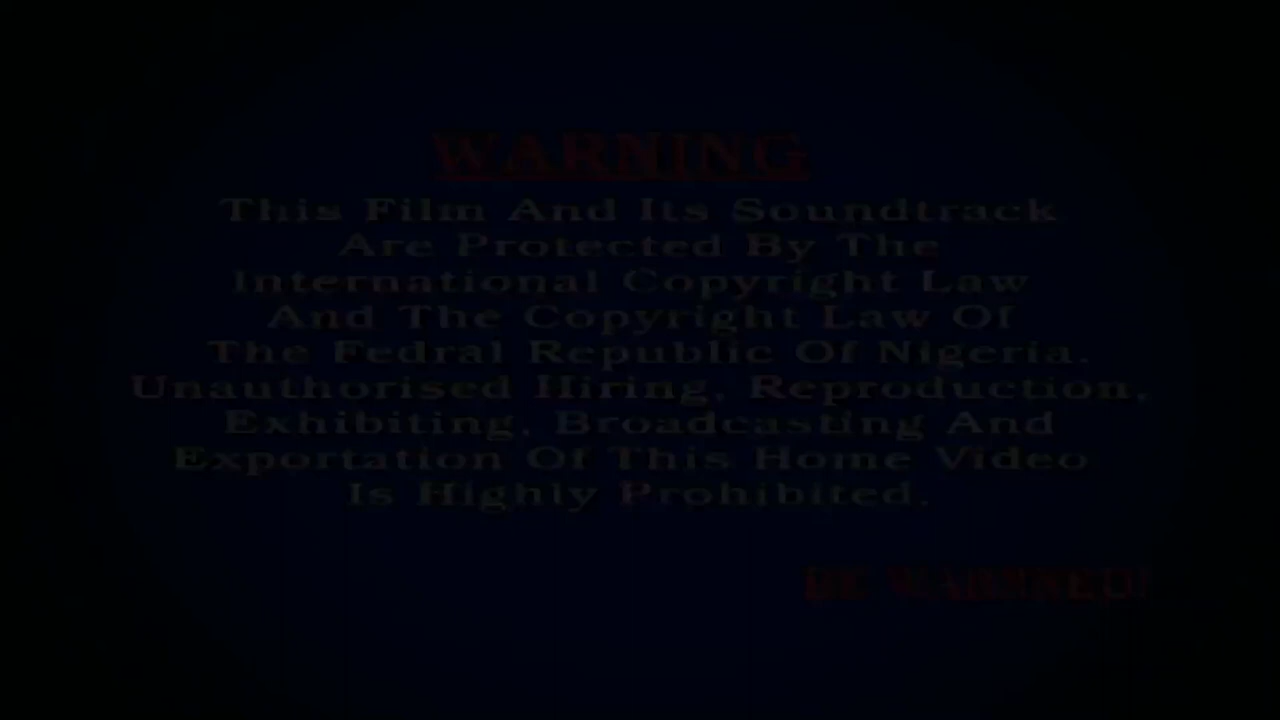 WARNING
This Film And Its Soundtrack
Are Protected By The
International Copyright Law
And The Copyright Law Of
The Fedral Republic Of Nigeria.
Unauthorised Hiring, Reproduction,
Exhibiting, Broadcasting And
Exportation Of This Home Video
Is Highly Prohibited.
BE